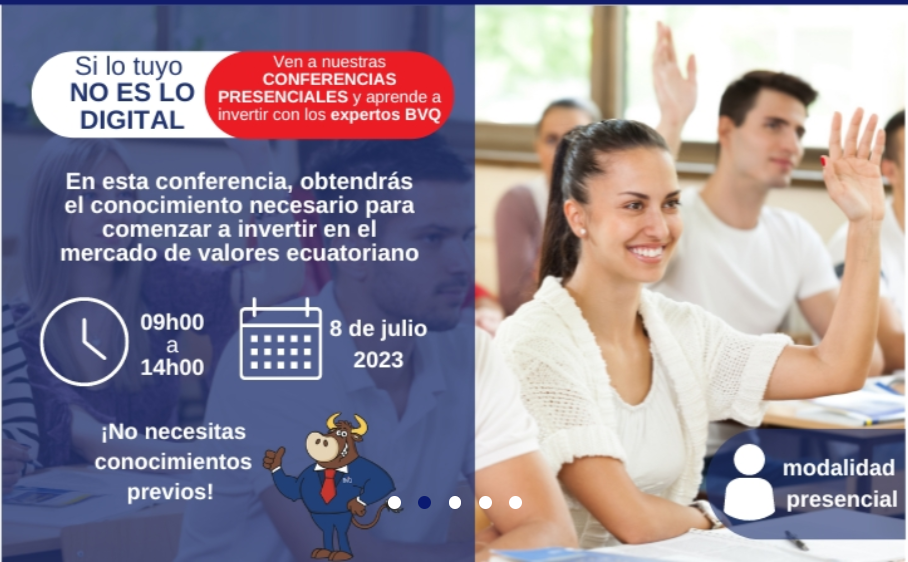 Si lo tuyo
NO ES LO
DIGITAL
Ven a nuestras
CONFERENCIAS
PRESENCIALES y aprende a
invertir con los expertos BVQ
En esta conferencia, obtendrás
el conocimiento necesario para
comenzar a invertir en el
mercado de valores ecuatoriano
09h00
a
14h00
8 de julio
2023
¡No necesitas
conocimientos
previos!
modalidad
presencial